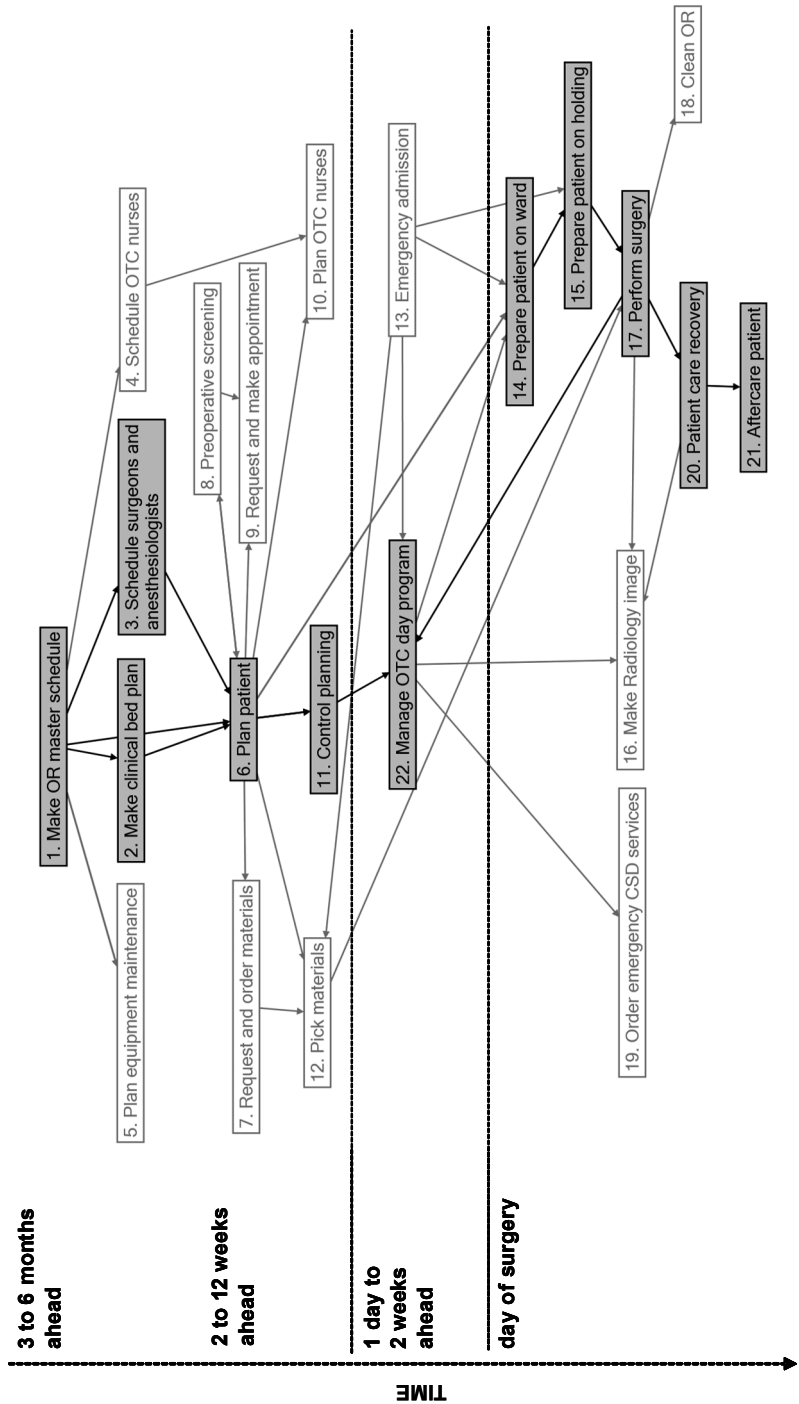 TIME
3 to 6 months
ahead
1. Make OR master schedule
5. Plan equipment maintenance
2. Make clinical bed plan
3. Schedule surgeons and
anesthesiologists
4. Schedule OTC nurses
2 to 12 weeks
ahead
7. Request and order materials
6. Plan patient
8. Preoperative screening
9. Request and make appointment
12. Pick materials
11. Control planning
10. Plan OTC nurses
1 day to
2 weeks
ahead
22. Manage OTC day program
13. Emergency admission
day of surgery
14. Prepare patient on ward
15. Prepare patient on holding
19. Order emergency CSD services
16. Make Radiology image
17. Perform surgery
18. Clean OR
20. Patient care recovery
21. Aftercare patient